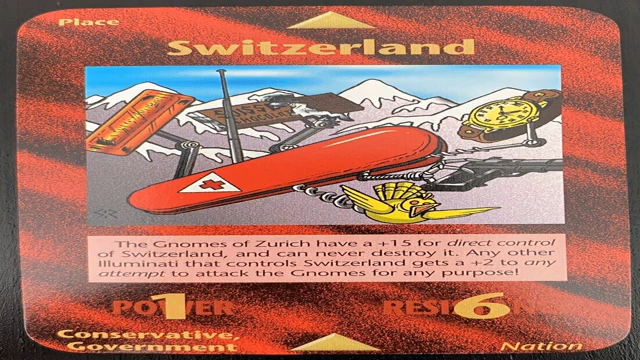 Place
Switzerland
The Gnomes of Zurich have a +15 for direct control
of Switzerland, and can never destroy it. Any other
Illuminati that controls Switzerland gets a +2 to any
attempt to attack the Gnomes for any purpose!
POWER 1 6
Conservative,
Government Nation